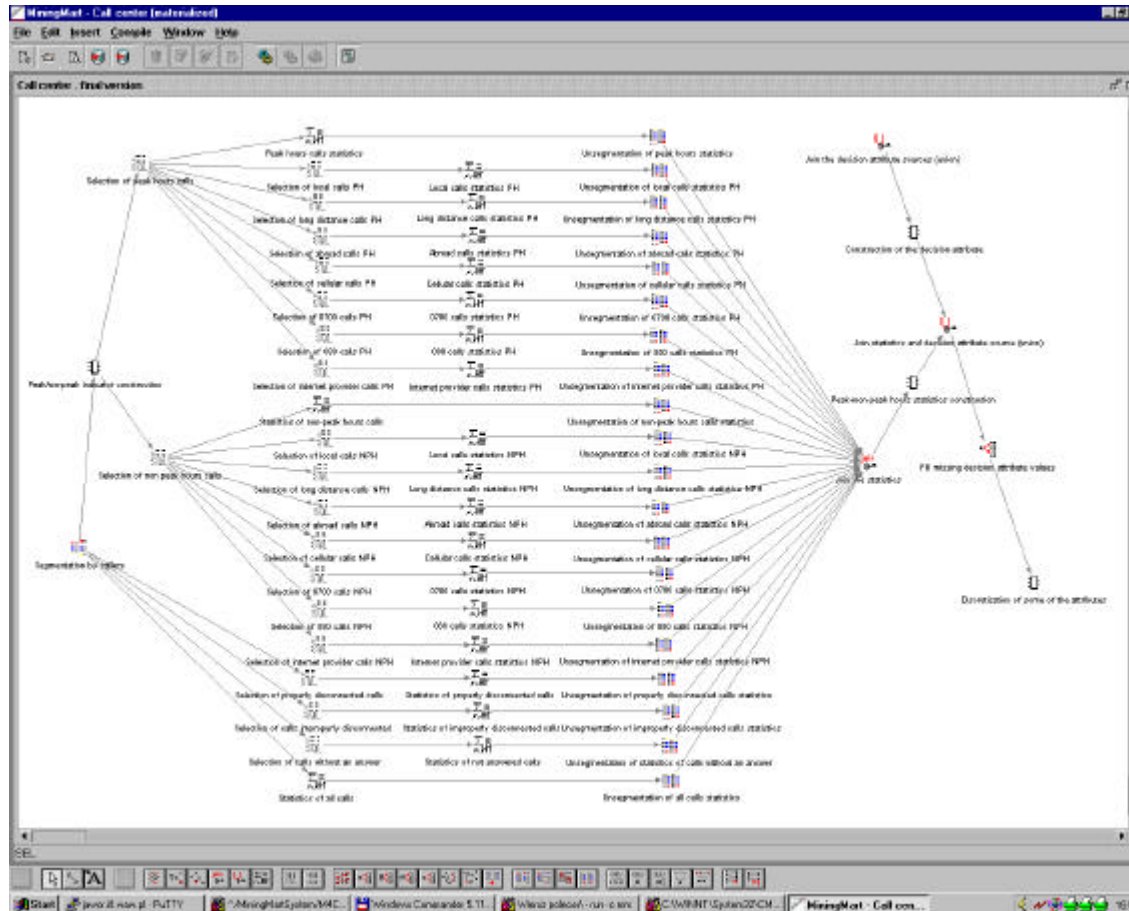 MiningMart - Call center (materialized)
File Edit Insert Compile Window Help
Call center . final version
Peak hours calls statistics Unsegmentation of peak hours statistics Join the decision attribute sources (union)
Selection of peak hours calls
Selection of local calls PH Local calls statistics PH Unsegmentation of local calls statistics PH
Selection of long distance calls PH Long distance calls statistics PH Unsegmentation of long distance calls statistics PH
Construction of the decision attribute
Selection of abroad calls PH Abroad calls statistics PH Unsegmentation of abroad calls statistics PH
Selection of cellular calls PH Cellular calls statistics PH Unsegmentation of cellular calls statistics PH
Selection of 0700 calls PH 0700 calls statistics PH Unsegmentation of 0700 calls statistics PH
Join statistics and decision attribute source (union)
Selection of 800 calls PH calls statistics PH Unsegmentation of 800 calls statistics PH
Peak/non-peak indicator construction
Selection of internet provider calls PH Internet provider calls statistics PH Unsegmentation of internet provider calls statistics PH
Peak-non-peak hours statistics construction
Statistics of non-peak hours calls Unsegmentation of non-peak hours calls statistics
Selection of local calls NPH Local calls statistics NPH Unsegmentation of local calls statistics NPH
Fill missing decision attribute values
Selection of non peak hours calls
Join all statistics
Selection of long distance calls NPH Long distance calls statistics NPH Unsegmentation of long distance calls statistics NPH
Selection of abroad calls NPH Abroad calls statistics NPH Unsegmentation of abroad calls statistics NPH
Selection of cellular calls NPH Cellular calls statistics NPH Unsegmentation of cellular calls statistics NPH
Segmentation by callers
Selection of 0700 calls NPH 0700 calls statistics NPH Unsegmentation of 0700 calls statistics NPH
Discretization of some of the attributes
Selection of 800 calls NPH calls statistics NPH Unsegmentation of 800 calls statistics NPH
Selection of internet provider calls NPH Internet provider calls statistics NPH Unsegmentation of internet provider calls statistics NPH
Selection of properly disconnected calls Statistics of properly disconnected calls Unsegmentation of properly disconnected calls statistics
Selection of calls improperly disconnected Statistics of improperly disconnected calls Unsegmentation of improperly disconnected calls statistics
Selection of calls without an answer Statistics of not answered calls Unsegmentation of statistics of calls without an answer
Statistics of all calls Unsegmentation of all calls statistics
SEL
Start PuTTY Windows Commander 5.11... MiningMart - Call cen...